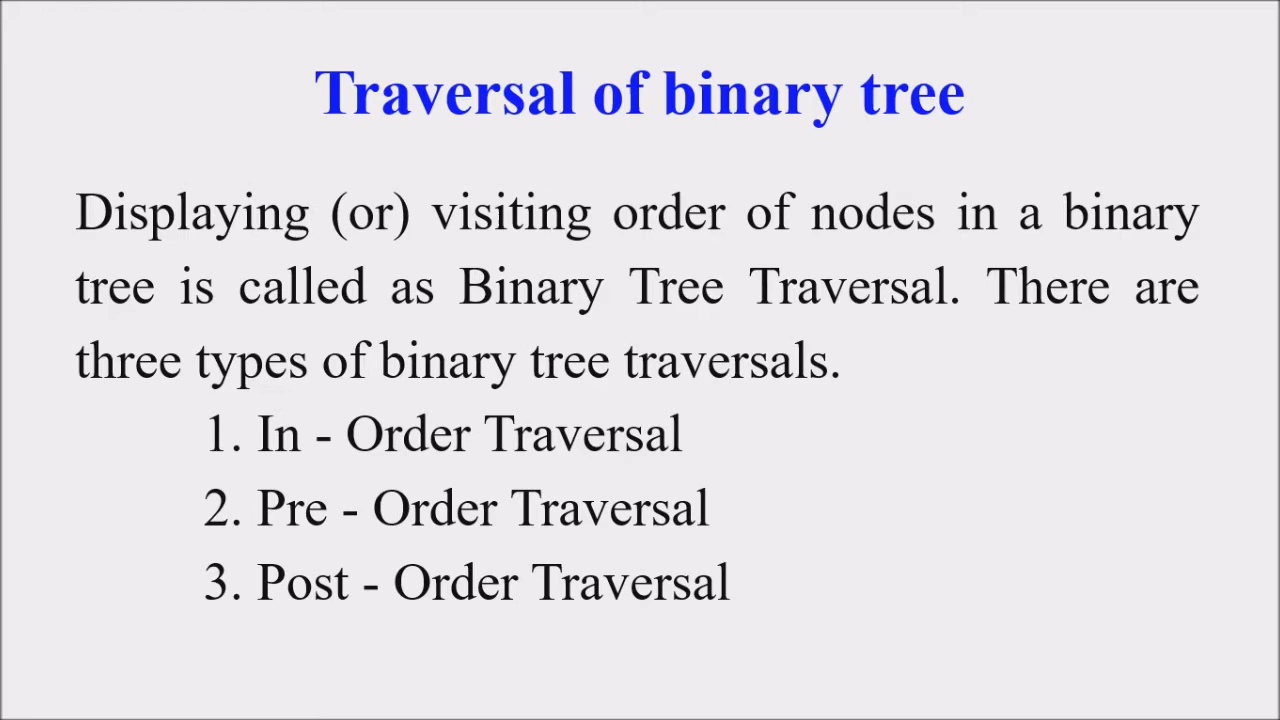 Traversal of binary tree
Displaying (or) visiting order of nodes in a binary
tree is called as Binary Tree Traversal. There are
three types of binary tree traversals.
1. In - Order Traversal
2. Pre - Order Traversal
3. Post - Order Traversal